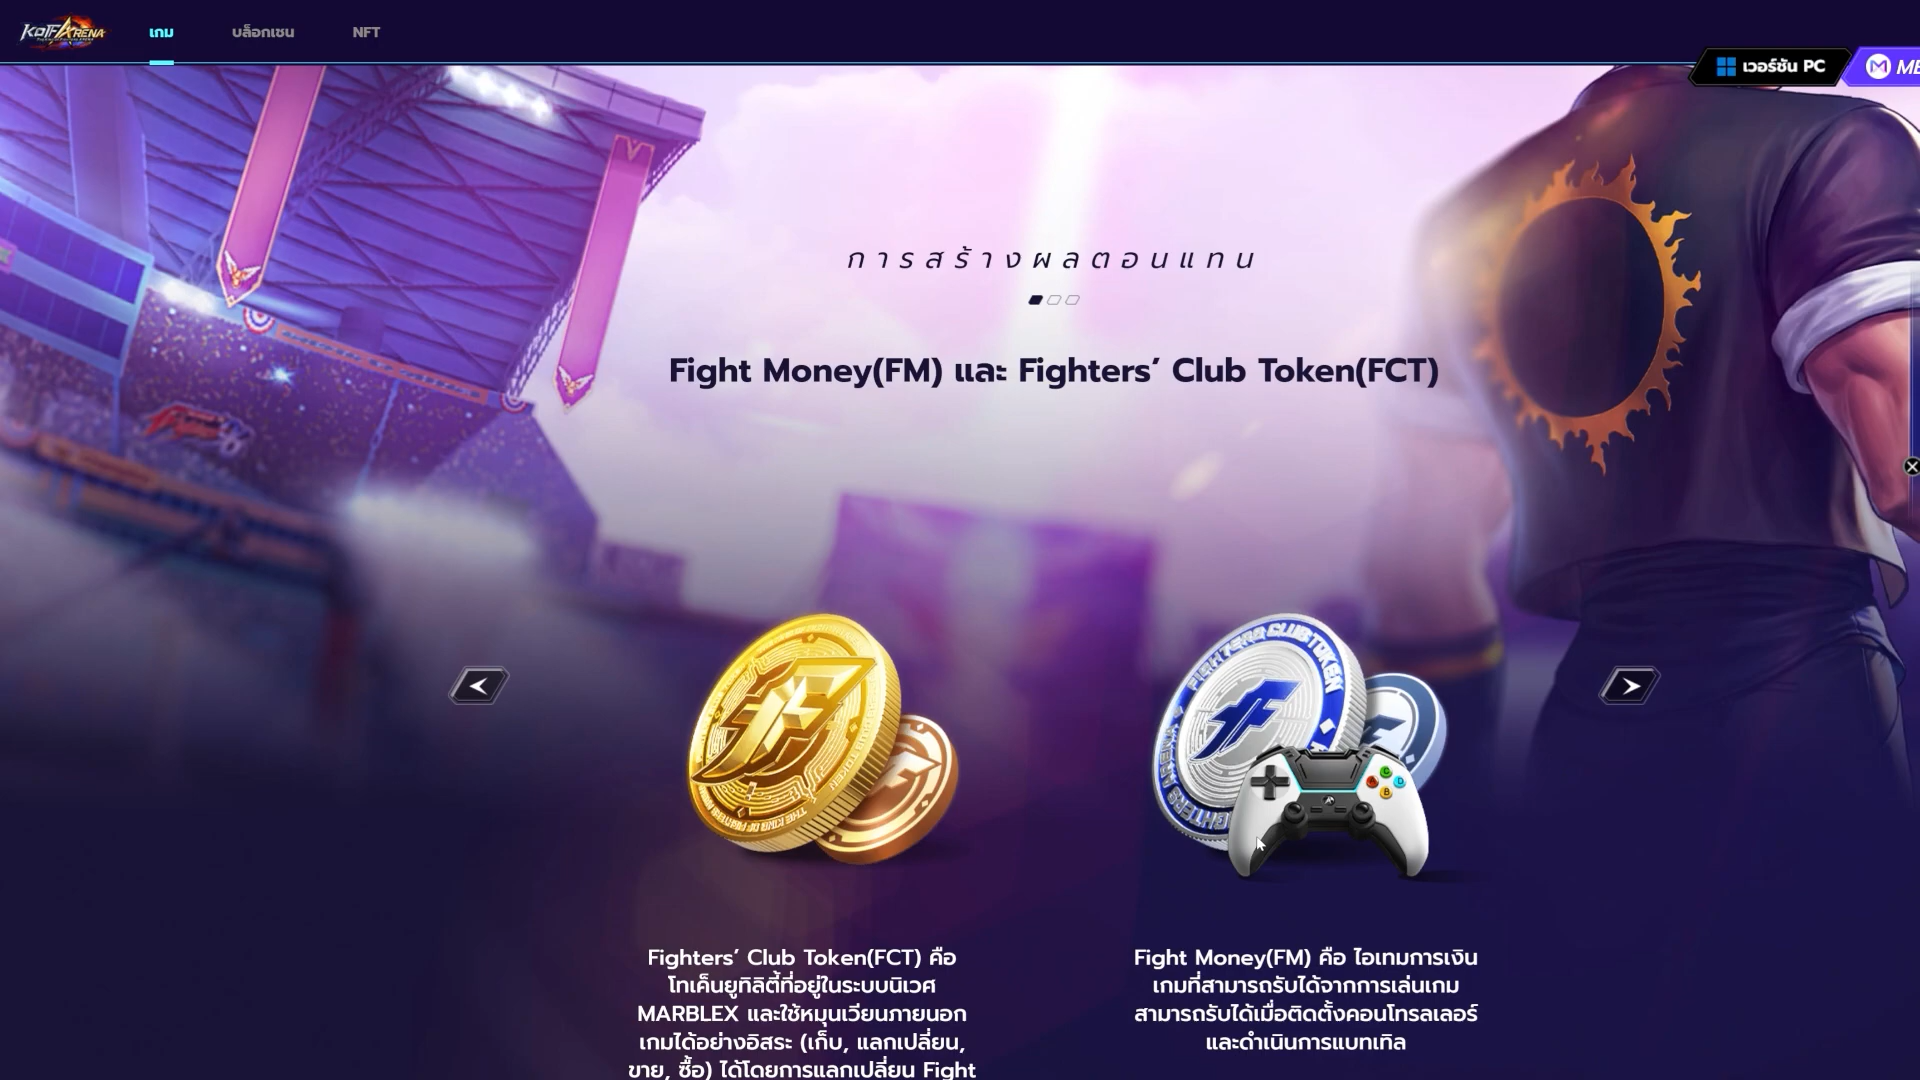 KOF ARENA
เกม
บล็อกเชน
NFT
เวอร์ชัน PC
การสร้างผลตอนแทน
Fight Money(FM) และ Fighters’ Club Token(FCT)
FIGHTERS CLUB TOKEN
Fighters’ Club Token(FCT) คือ
โทเค็นยูทิลิตี้ที่อยู่ในระบบนิเวศ
MARBLEX และใช้หมุนเวียนภายนอก
เกมได้อย่างอิสระ (เก็บ, แลกเปลี่ยน,
ขาย, ซื้อ) ได้โดยการแลกเปลี่ยน Fight
Fight Money(FM) คือ ไอเทมการเงิน
เกมที่สามารถรับได้จากการเล่นเกม
สามารถรับได้เมื่อติดตั้งคอนโทรลเลอร์
และดำเนินการแบทเทิล